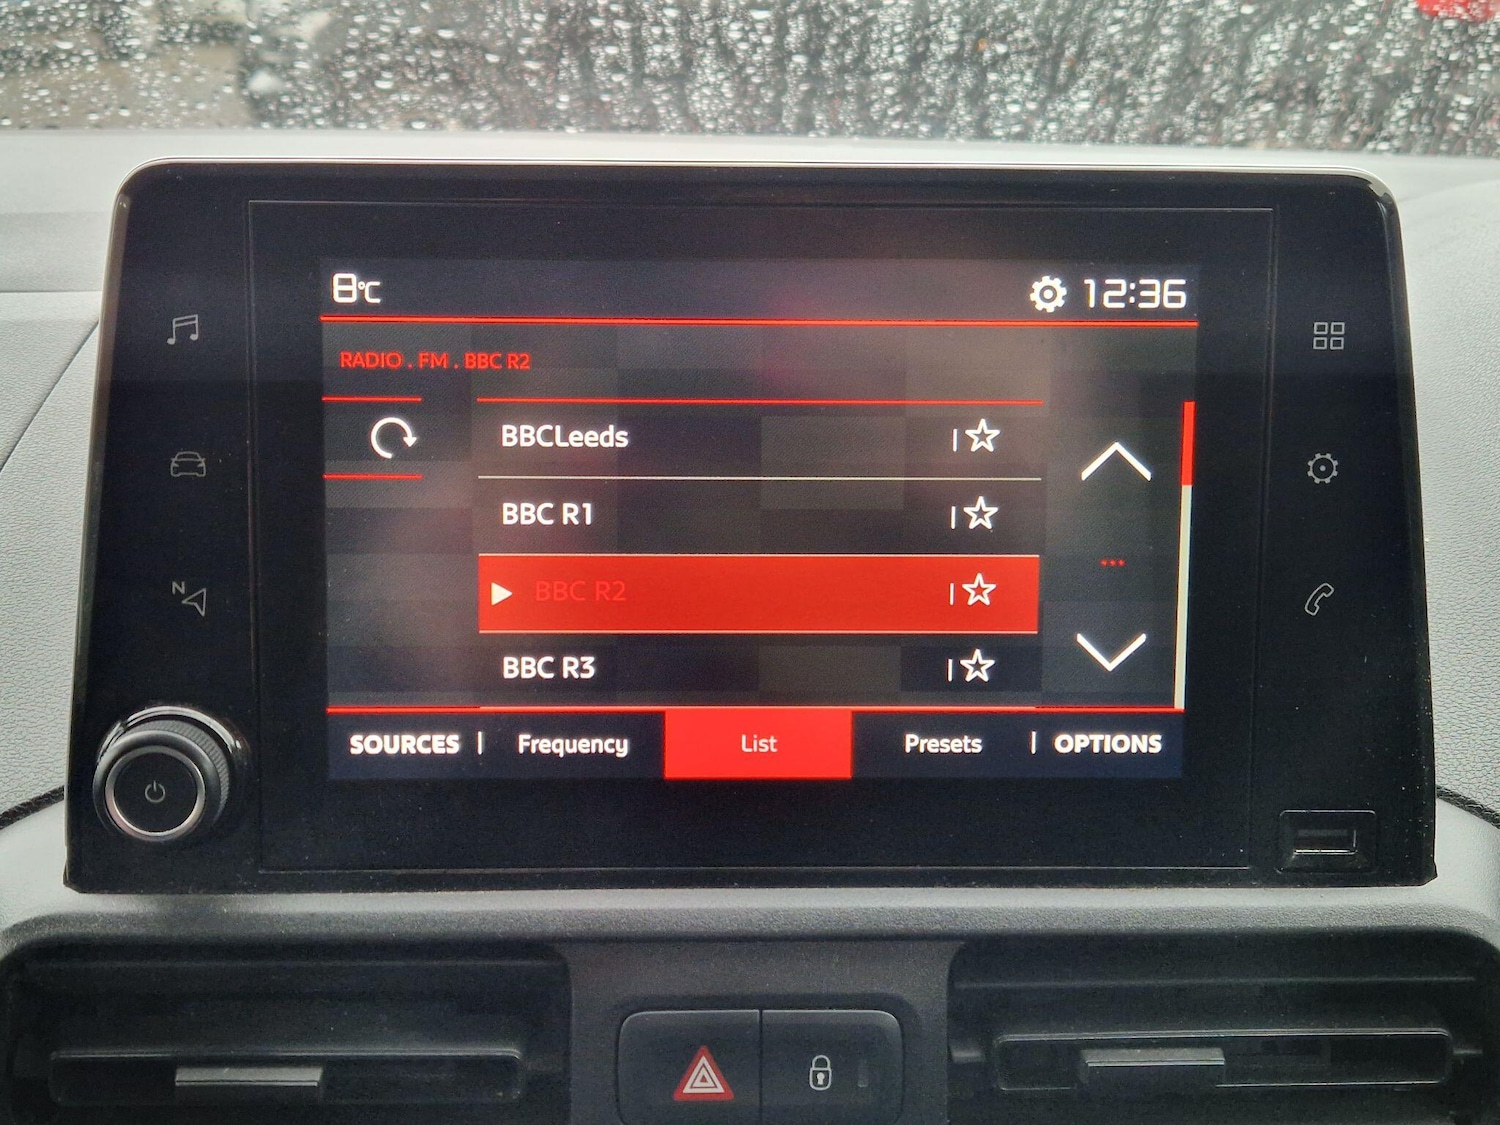 8°C 12:36
RADIO . FM . BBC R2
BBCLeeds
BBC R1
BBC R2
BBC R3
N
SOURCES | Frequency List Presets | OPTIONS